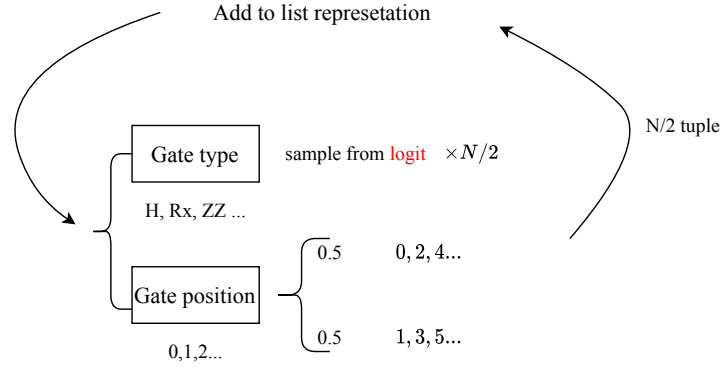 Add to list represetation
N/2 tuple
Gate type
sample from logit ×N/2
H, Rx, ZZ ...
0.5 0, 2, 4...
Gate position
0.5 1, 3, 5...
0,1,2...